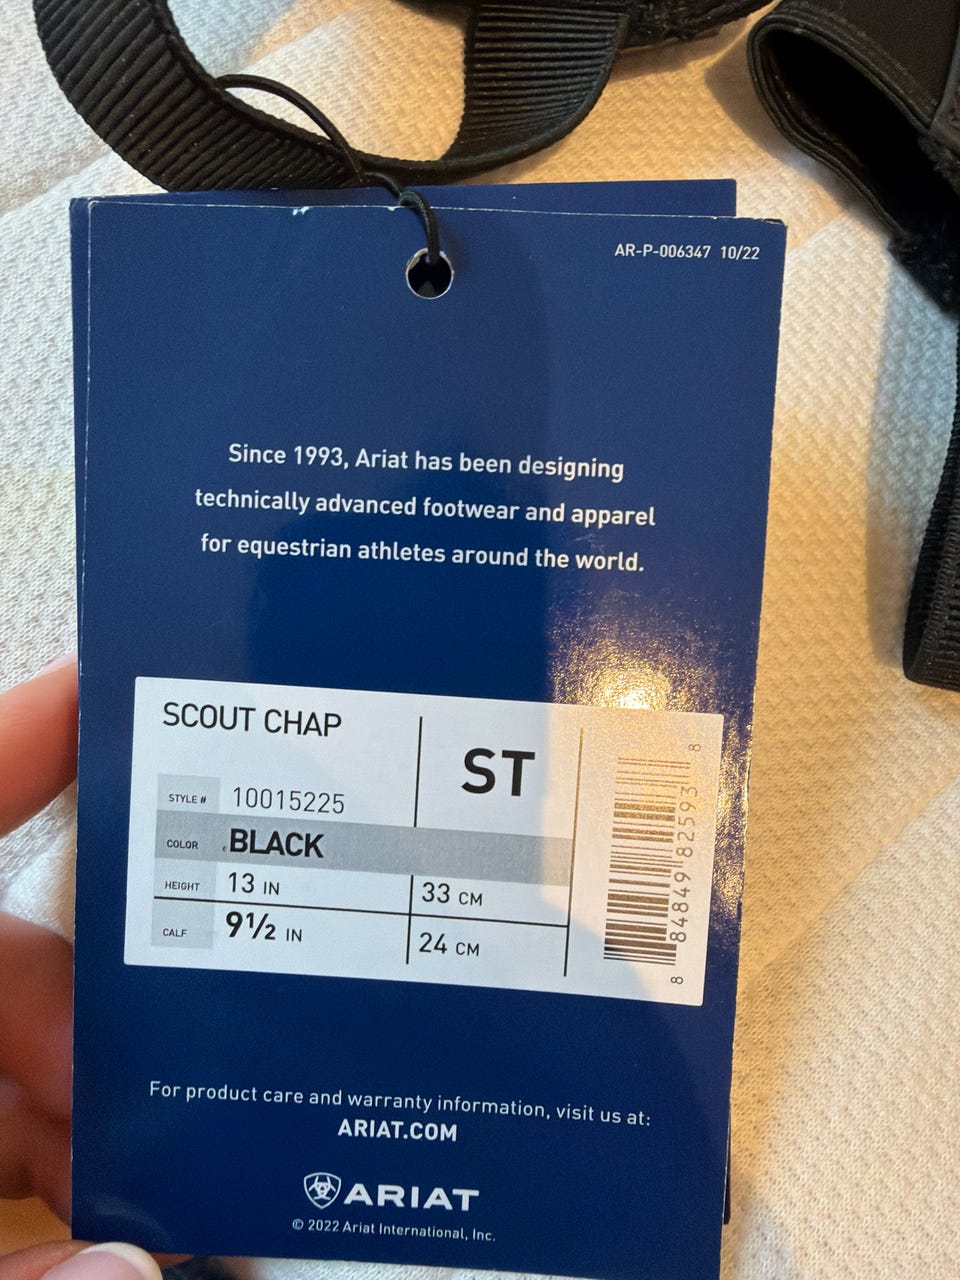 AR-P-006347 10/22
Since 1993, Ariat has been designing
technically advanced footwear and apparel
for equestrian athletes around the world.
SCOUT CHAP
ST
STYLE # 10015225
COLOR BLACK
HEIGHT 13 IN 33 CM
CALF 9½ IN 24 CM
8 84849 82593 8
For product care and warranty information, visit us at:
ARIAT.COM
ARIAT
© 2022 Ariat International, Inc.